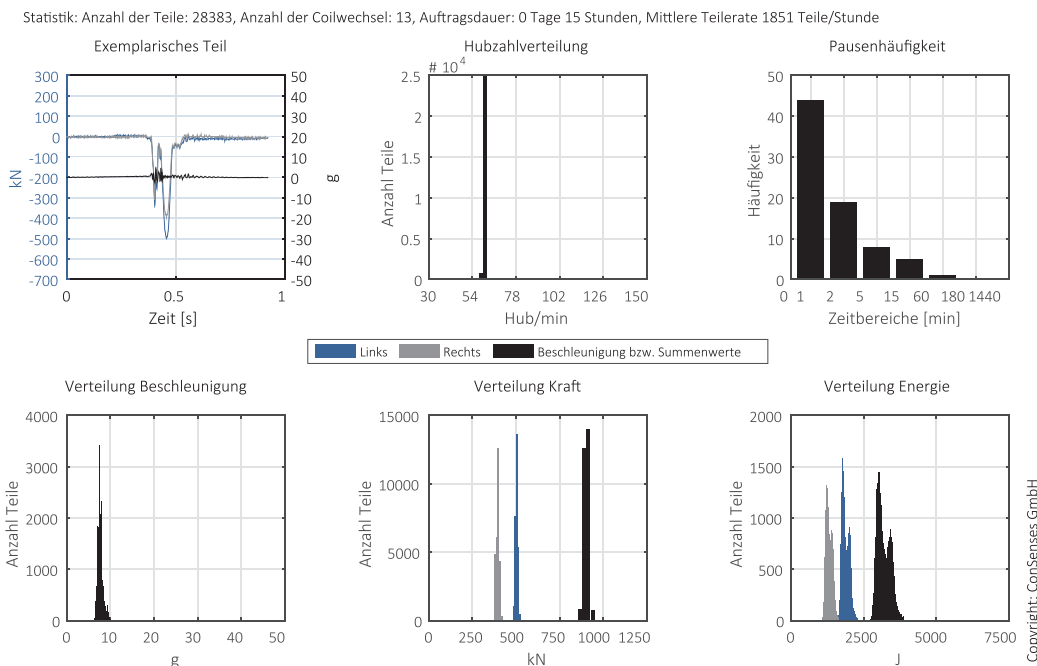 Statistik: Anzahl der Teile: 28383, Anzahl der Coilwechsel: 13, Auftragsdauer: 0 Tage 15 Stunden, Mittlere Teilerate 1851 Teile/Stunde
Exemplarisches Teil
300
200
100
0
-100
-200
-300
-400
-500
-600
-700
kN
50
40
30
20
10
0
-10
-20
-30
-40
-50
g
0 0.5 1
Zeit [s]
Hubzahlverteilung
# 10⁴
2.5
2
1.5
1
0.5
0
Anzahl Teile
30 54 78 102 126 150
Hub/min
Pausenhäufigkeit
50
40
30
20
10
0
Häufigkeit
0 1 2 5 15 60 180 1440
Zeitbereiche [min]
Links Rechts Beschleunigung bzw. Summenwerte
Verteilung Beschleunigung
4000
3000
2000
1000
0
Anzahl Teile
0 10 20 30 40 50
g
Verteilung Kraft
15000
10000
5000
0
Anzahl Teile
0 250 500 750 1000 1250
kN
Verteilung Energie
2000
1500
1000
500
0
Anzahl Teile
0 2500 5000 7500
J
Copyright: ConSenses GmbH